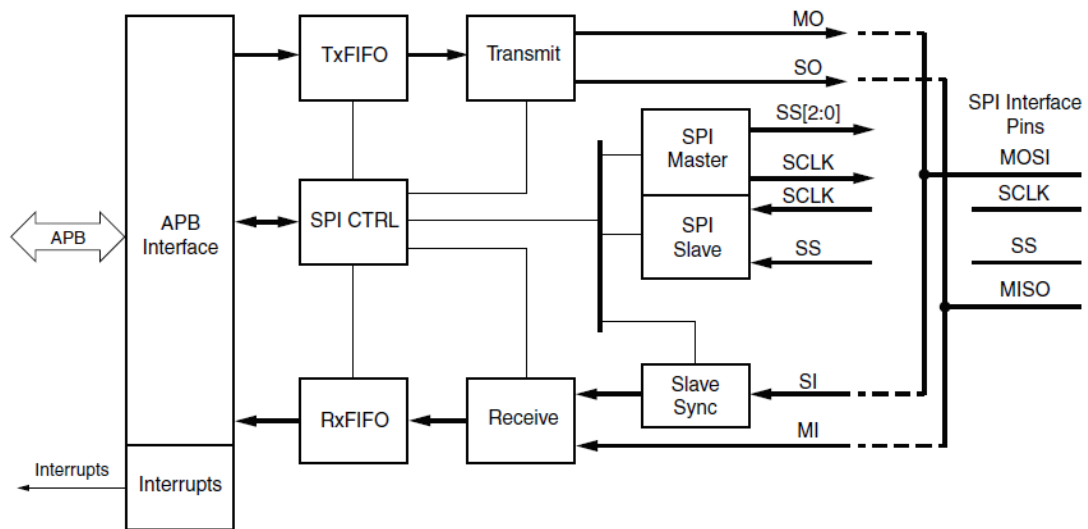 MO
TxFIFO
Transmit
SO
SPI Interface
Pins
SS[2:0]
SPI
Master
MOSI
SCLK
SCLK
SCLK
APB
Interface
SPI CTRL
APB
SPI
Slave
SS
SS
MISO
Slave
Sync
SI
RxFIFO
Receive
MI
Interrupts
Interrupts